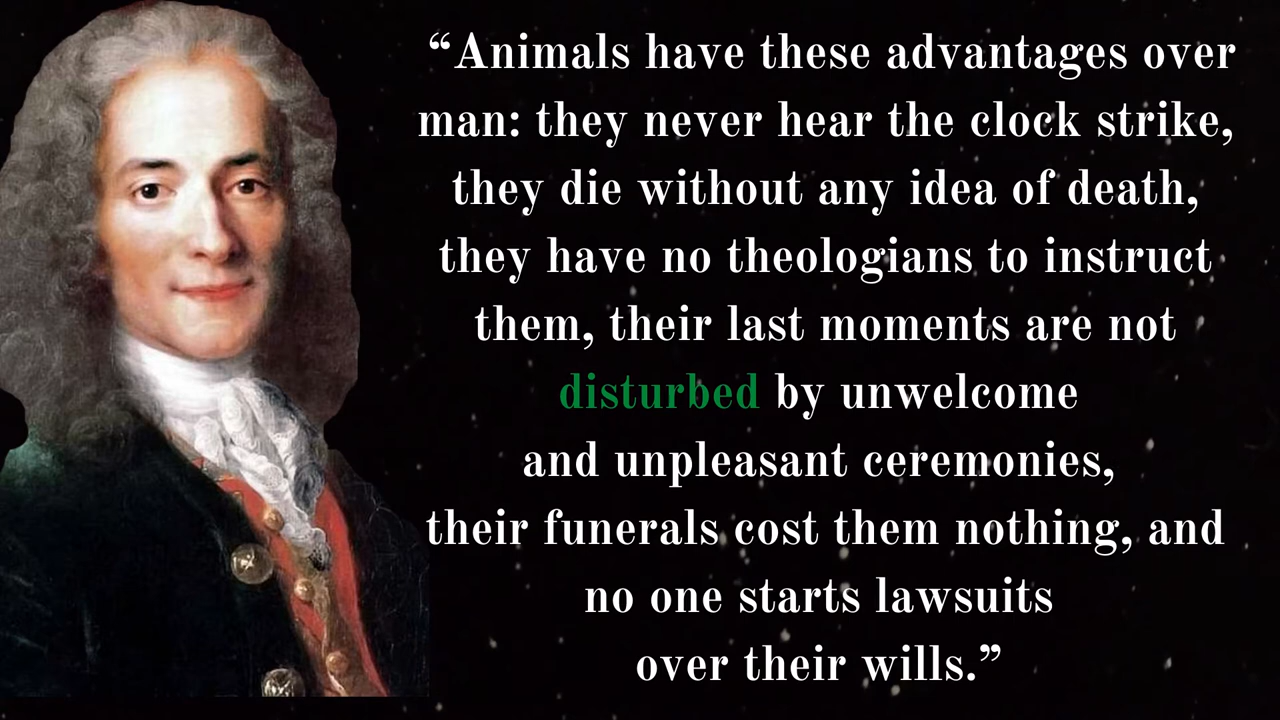 “Animals have these advantages over
man: they never hear the clock strike,
they die without any idea of death,
they have no theologians to instruct
them, their last moments are not
disturbed by unwelcome
and unpleasant ceremonies,
their funerals cost them nothing, and
no one starts lawsuits
over their wills.”